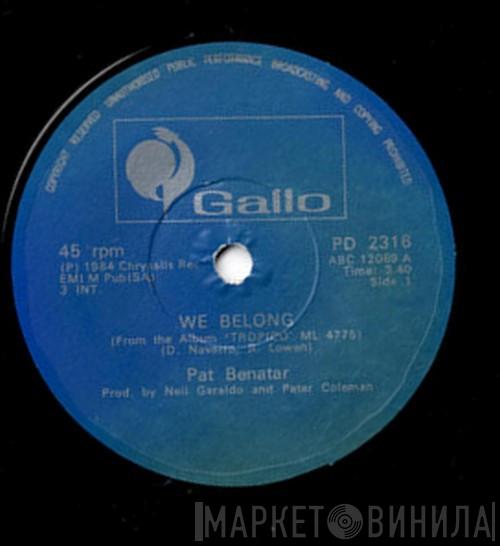 COPYRIGHT RESERVED UNAUTHORISED PUBLIC PERFORMANCE BROADCASTING AND COPYING PROHIBITED
Gallo
45 rpm
(P) 1984 Chrysalis Rec
EMI M Pub(SA)
3 INT
PD 2316
ABC 12089 A
Time: 3.40
Side 1
WE BELONG
(From the Album "TROPICO" ML 4775)
(D. Navarro, R. Lowen)
Pat Benatar
Prod. by Neil Geraldo and Peter Coleman
МАРКЕТ ВИНИЛА